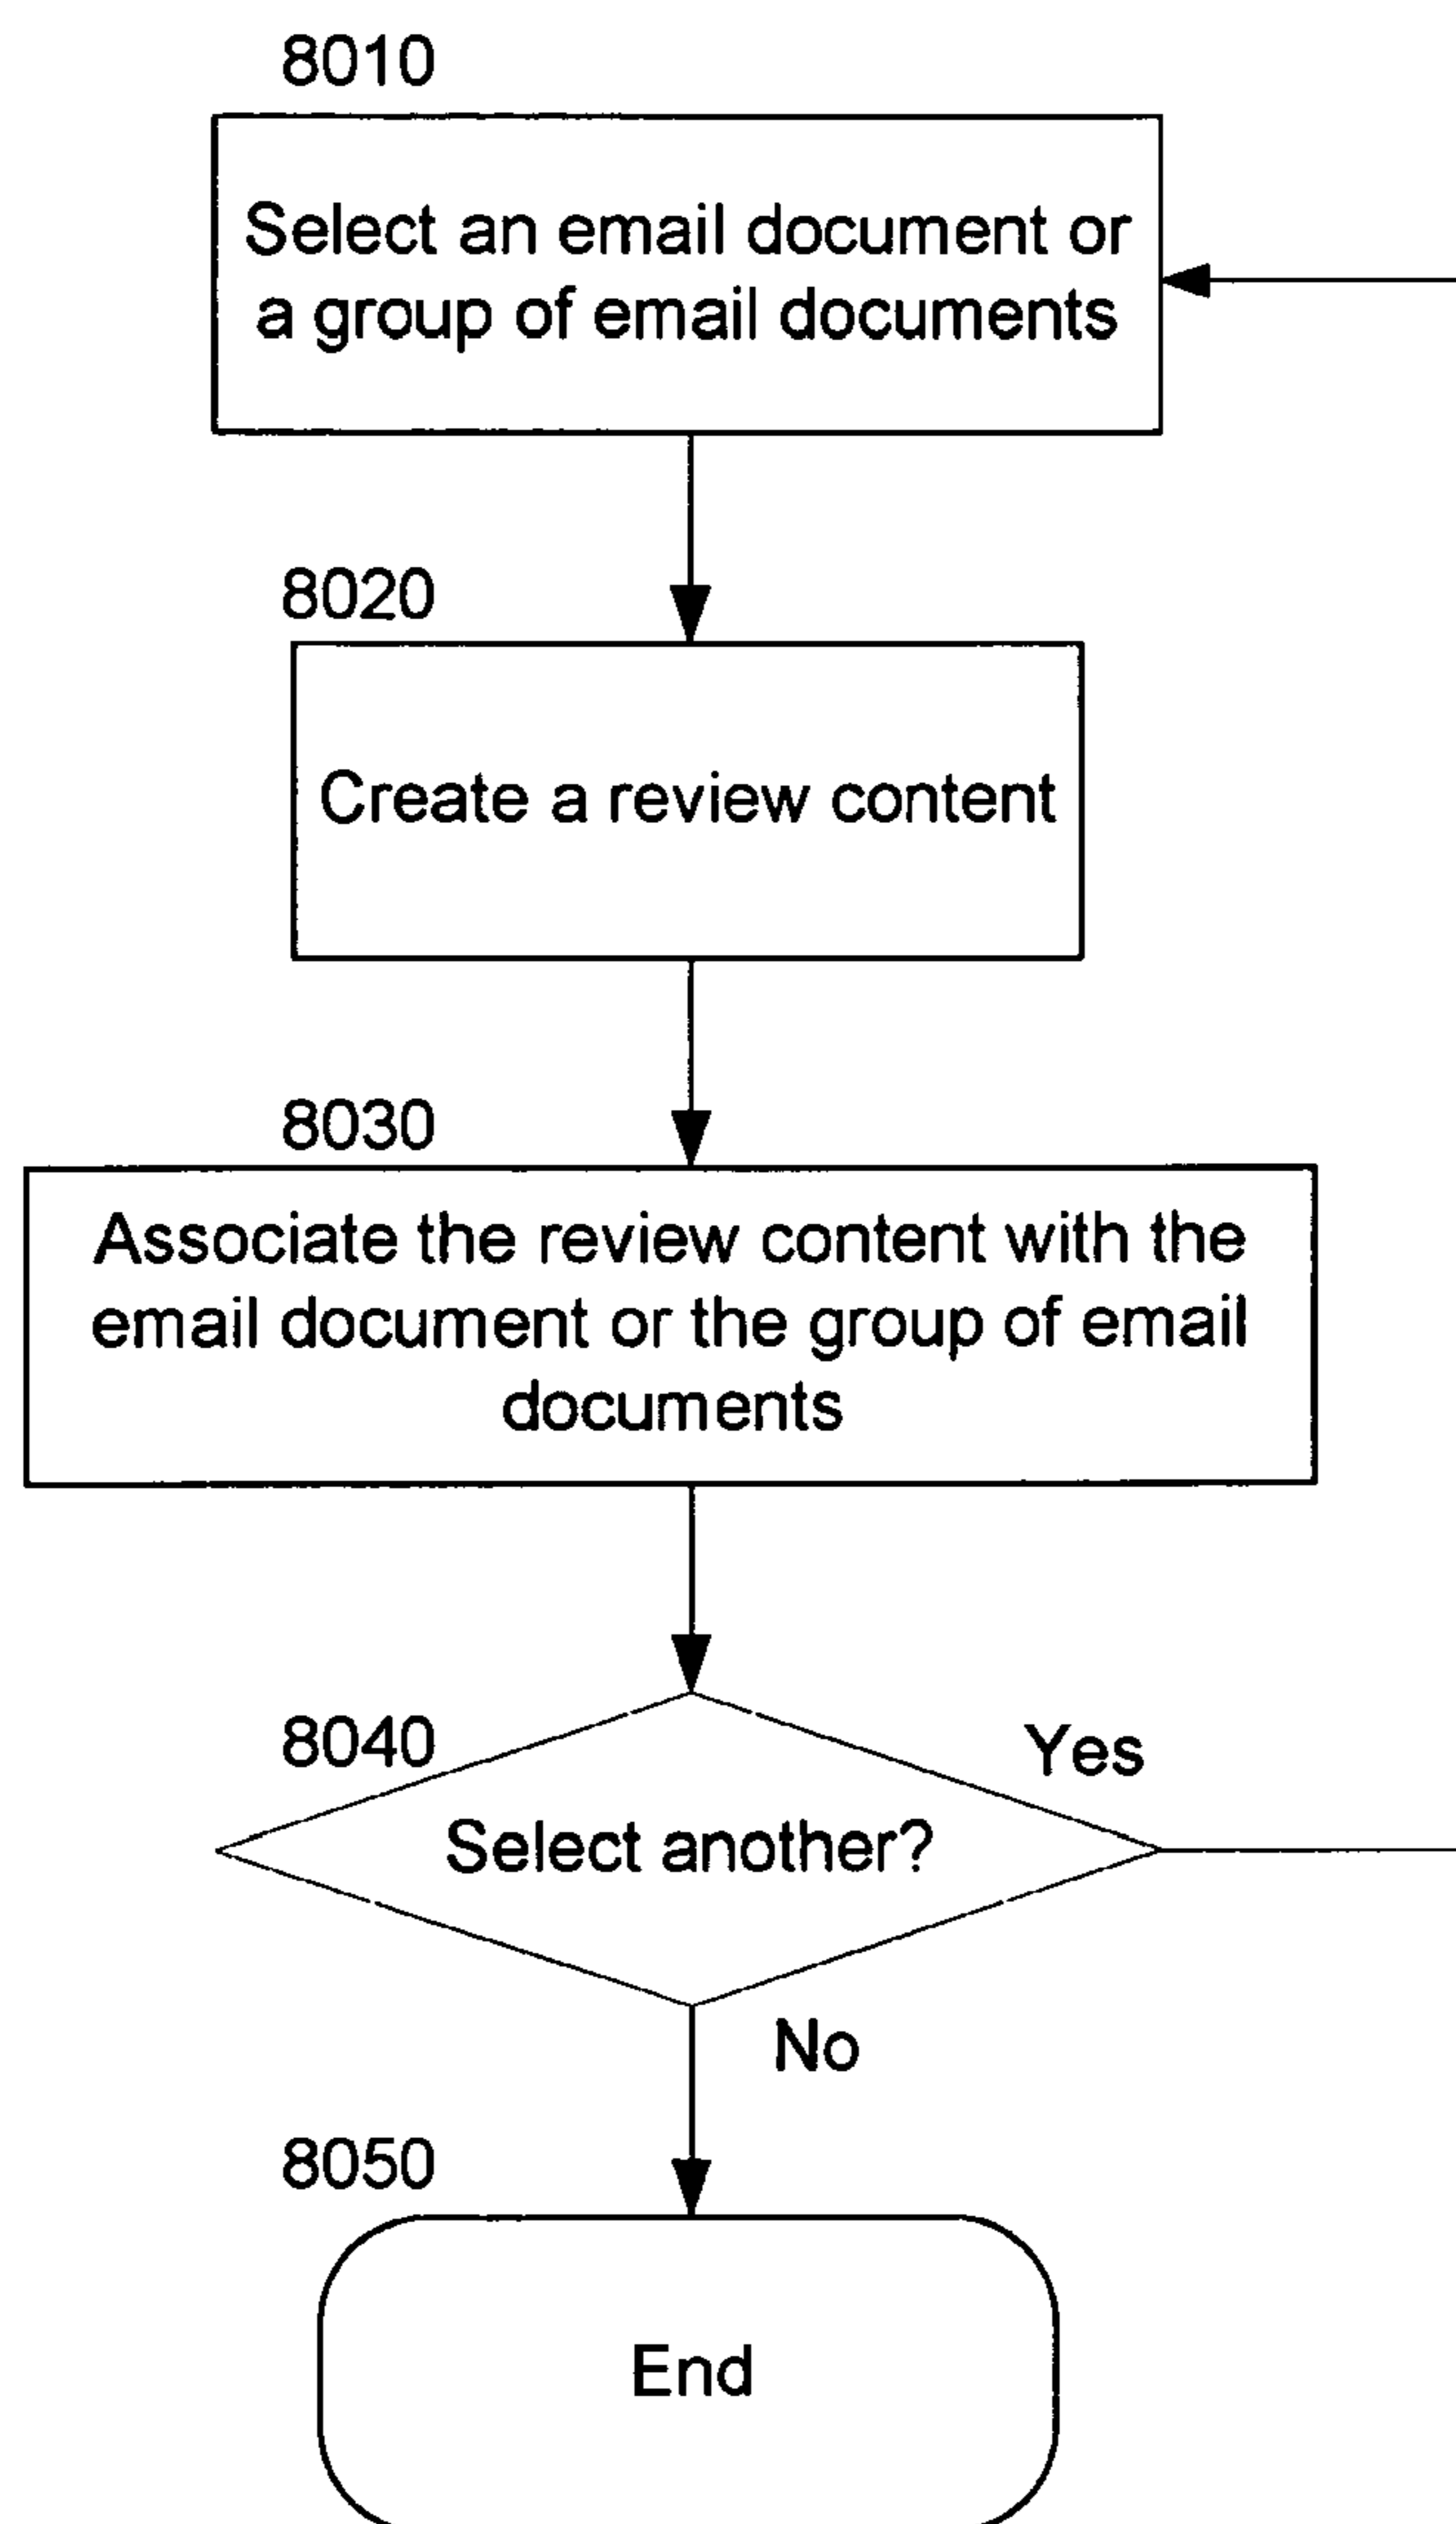 8010
Select an email document or
a group of email documents
8020
Create a review content
8030
Associate the review content with the
email document or the group of email
documents
8040
Yes
Select another?
No
8050
End